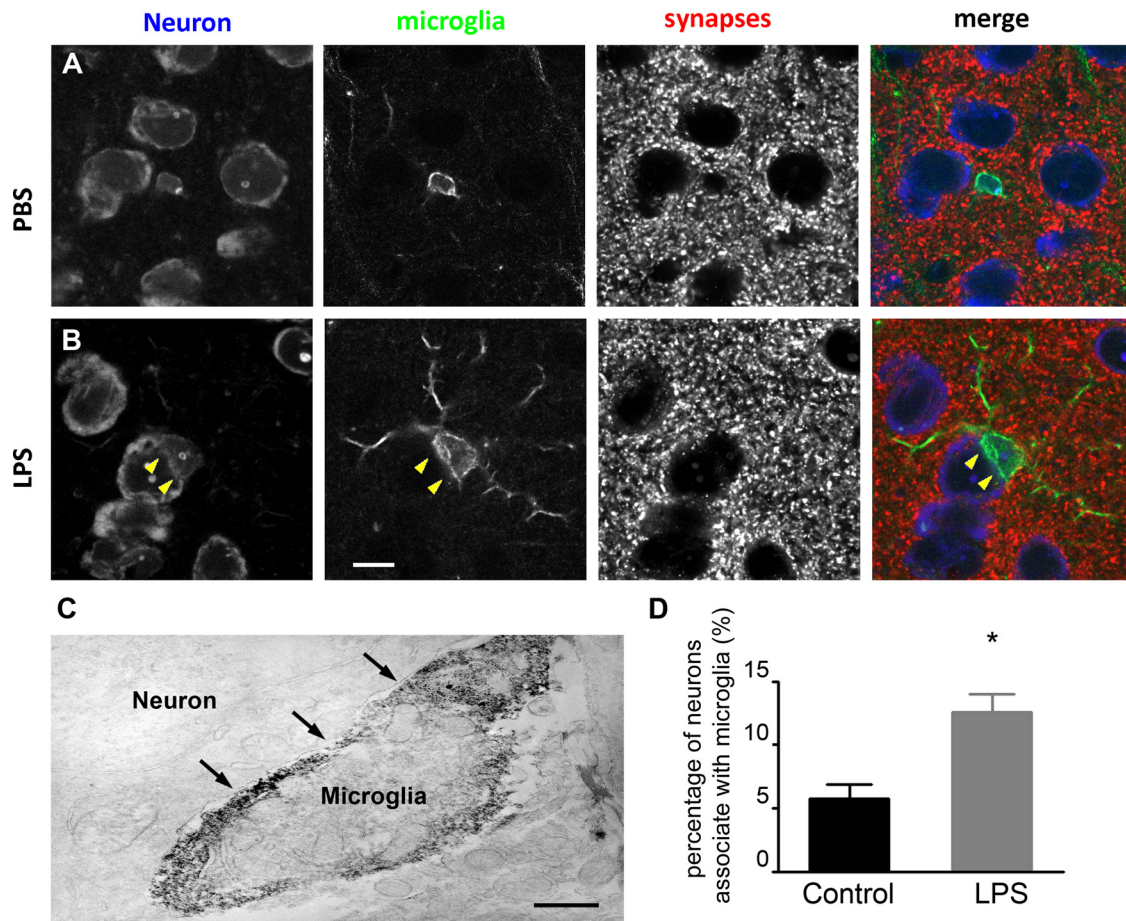 Neuron microglia synapses merge
A
PBS
B
LPS
C
Neuron
Microglia
D
percentage of neurons
associate with microglia (%)
*
15
10
5
0
Control LPS